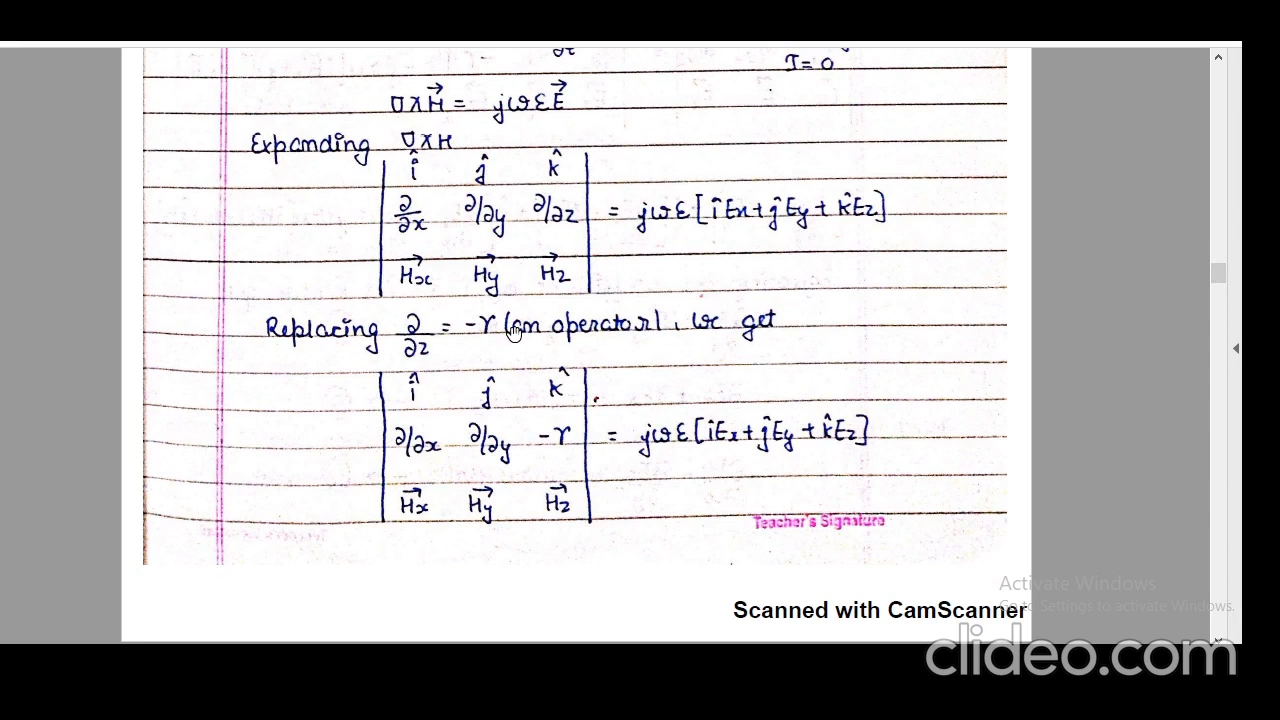 ∂t
J = 0
∇×H⃗ = jωεE⃗
Expanding ∇×H
î ĵ k̂
∂/∂x ∂/∂y ∂/∂z = jωε[îEx+ĵEy+k̂Ez]
H⃗x H⃗y H⃗z
Replacing ∂/∂z = -γ (an operator), we get
î ĵ k̂
∂/∂x ∂/∂y -γ = jωε[îEx+ĵEy+k̂Ez]
H⃗x H⃗y H⃗z
Teacher's Signature
Activate Windows
Go to Settings to activate Windows.
Scanned with CamScanner
clideo.com